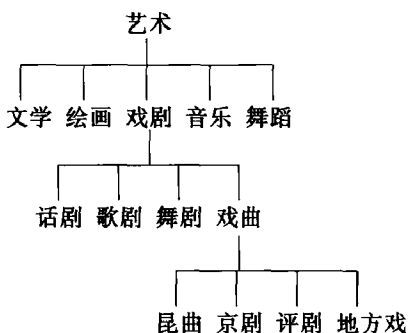 艺术
文学 绘画 戏剧 音乐 舞蹈
话剧 歌剧 舞剧 戏曲
昆曲 京剧 评剧 地方戏